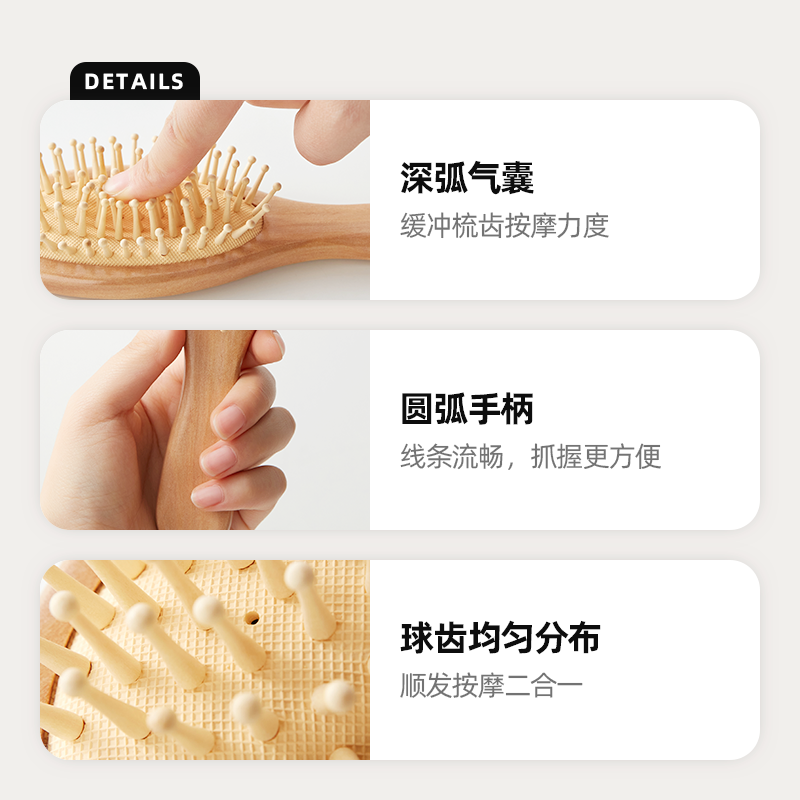 DETAILS
深弧气囊
缓冲梳齿按摩力度
圆弧手柄
线条流畅，抓握更方便
球齿均匀分布
顺发按摩二合一